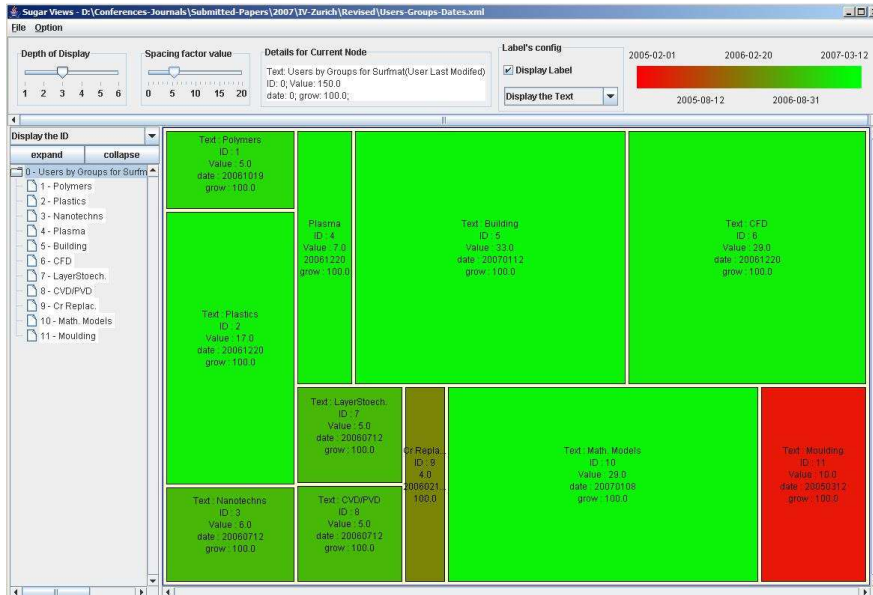 Sugar Views - D:\Conferences-Journals\Submitted-Papers\2007\IV-Zurich\Revised\Users-Groups-Dates.xml
File Option
Depth of Display
1 2 3 4 5 6
Spacing factor value
0 5 10 15 20
Details for Current Node
Text: Users by Groups for Surfmat(User Last Modifed)
ID: 0; Value: 150.0
date: 0; grow: 100.0;
Label's config
Display Label
Display the Text
2005-02-01 2006-02-20 2007-03-12
2005-08-12 2006-08-31
Display the ID
expand collapse
0 - Users by Groups for Surfm
1 - Polymers
2 - Plastics
3 - Nanotechns
4 - Plasma
5 - Building
6 - CFD
7 - LayerStoech.
8 - CVD/PVD
9 - Cr Replac.
10 - Math. Models
11 - Moulding
Text : Polymers
ID : 1
Value : 5.0
date : 20061019
grow : 100.0
Text : Plastics
ID : 2
Value : 17.0
date : 20061220
grow : 100.0
Text : Nanotechns
ID : 3
Value : 6.0
date : 20060712
grow : 100.0
Plasma
ID : 4
Value : 7.0
20061220
grow : 100.0
Text : Building
ID : 5
Value : 33.0
date : 20070112
grow : 100.0
Text : CFD
ID : 6
Value : 29.0
date : 20061220
grow : 100.0
Text : LayerStoech.
ID : 7
Value : 5.0
date : 20060712
grow : 100.0
Text : CVD/PVD
ID : 8
Value : 5.0
date : 20060712
grow : 100.0
Cr Repla...
ID : 9
4.0
2006021...
100.0
Text : Math. Models
ID : 10
Value : 29.0
date : 20070108
grow : 100.0
Text : Moulding
ID : 11
Value : 10.0
date : 20050312
grow : 100.0